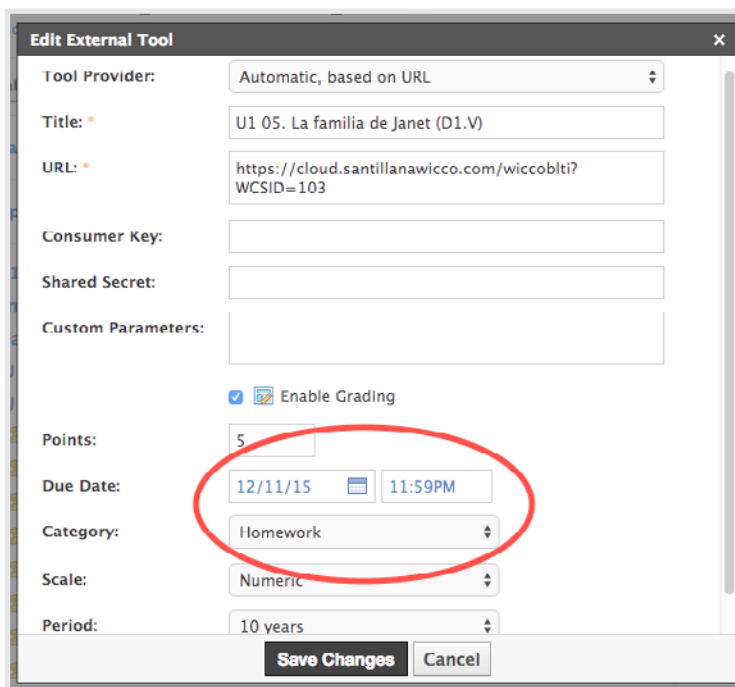 Edit External Tool ×
Tool Provider: Automatic, based on URL
Title: * U1 05. La familia de Janet (D1.V)
URL: * https://cloud.santillanawicco.com/wiccoblti?
WCSID=103
Consumer Key:
Shared Secret:
Custom Parameters:
Enable Grading
Points: 5
Due Date: 12/11/15 11:59PM
Category: Homework
Scale: Numeric
Period: 10 years
Save Changes Cancel